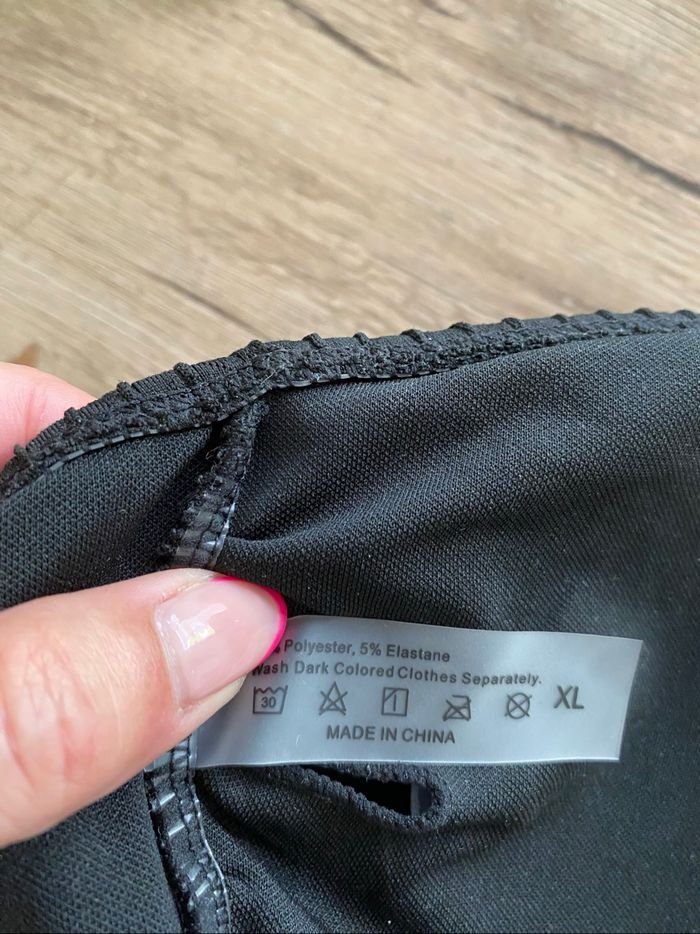 Polyester, 5% Elastane
Wash Dark Colored Clothes Separately.
30
XL
MADE IN CHINA